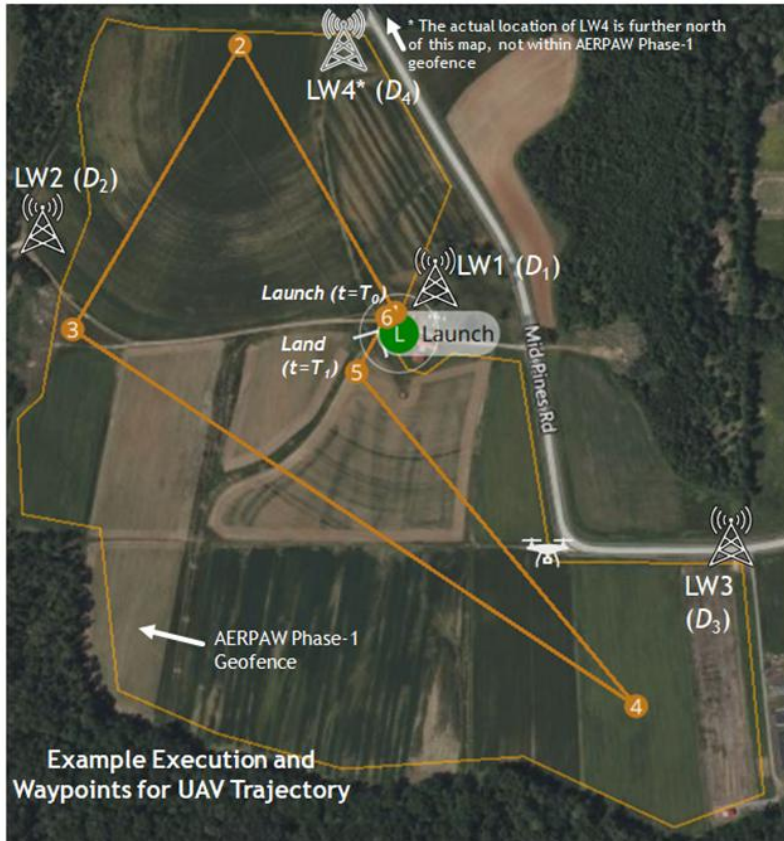 * The actual location of LW4 is further north
of this map, not within AERPAW Phase-1
geofence
2
LW4* (D₄)
LW2 (D₂)
LW1 (D₁)
Launch (t=T₀)
6'
L Launch
3
Land
(t=T₁)
5
Mid Pines Rd
LW3
(D₃)
AERPAW Phase-1
Geofence
4
Example Execution and
Waypoints for UAV Trajectory